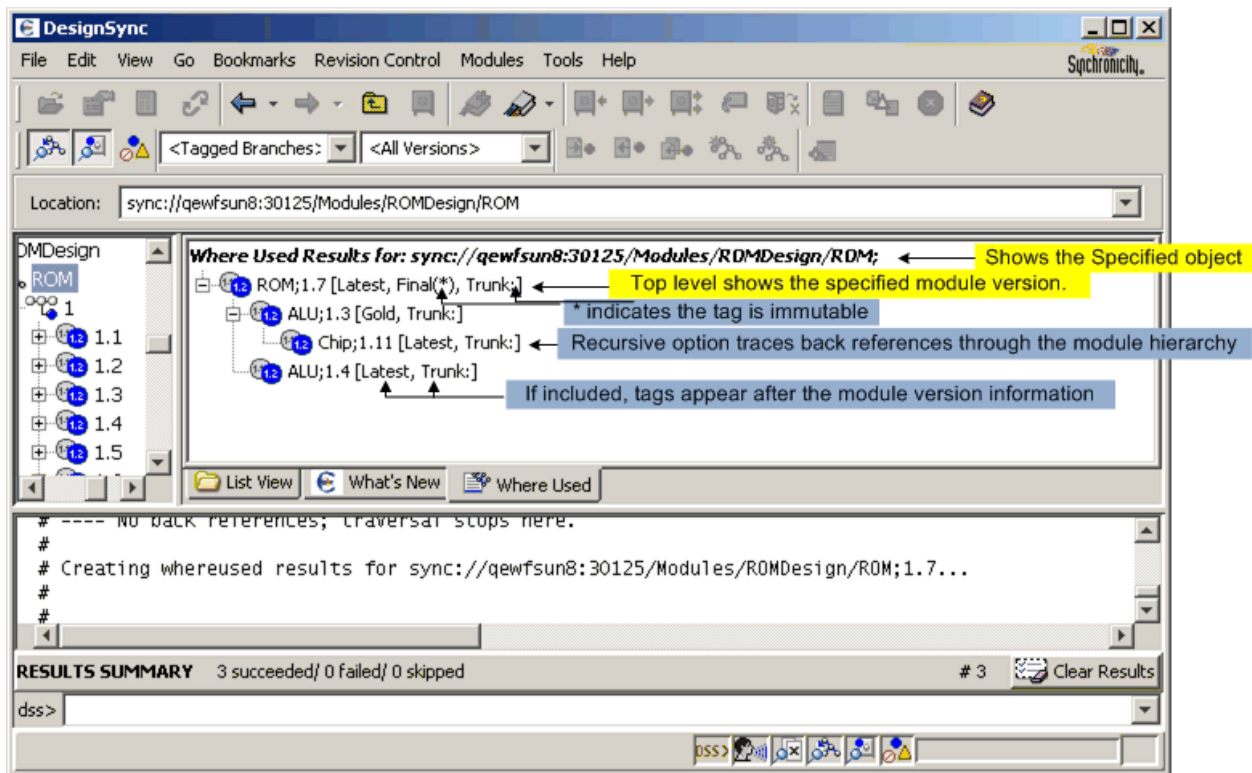 DesignSync
File Edit View Go Bookmarks Revision Control Modules Tools Help
Synchronicity.
<Tagged Branches: <All Versions>
Location: sync://qewfsun8:30125/Modules/ROMDesign/ROM
OMDesign
ROM
1
1.1
1.2
1.3
1.4
1.5
Where Used Results for: sync://qewfsun8:30125/Modules/ROMDesign/ROM;
Shows the Specified object
ROM;1.7 [Latest, Final(*), Trunk:]
Top level shows the specified module version.
ALU;1.3 [Gold, Trunk:]
* indicates the tag is immutable
Chip;1.11 [Latest, Trunk:]
Recursive option traces back references through the module hierarchy
ALU;1.4 [Latest, Trunk:]
If included, tags appear after the module version information
List View What's New Where Used
# ---- No back references; traversal stops here.
#
# Creating whereused results for sync://qewfsun8:30125/Modules/ROMDesign/ROM;1.7...
#
#
RESULTS SUMMARY 3 succeeded/ 0 failed/ 0 skipped # 3 Clear Results
dss>
DSS>